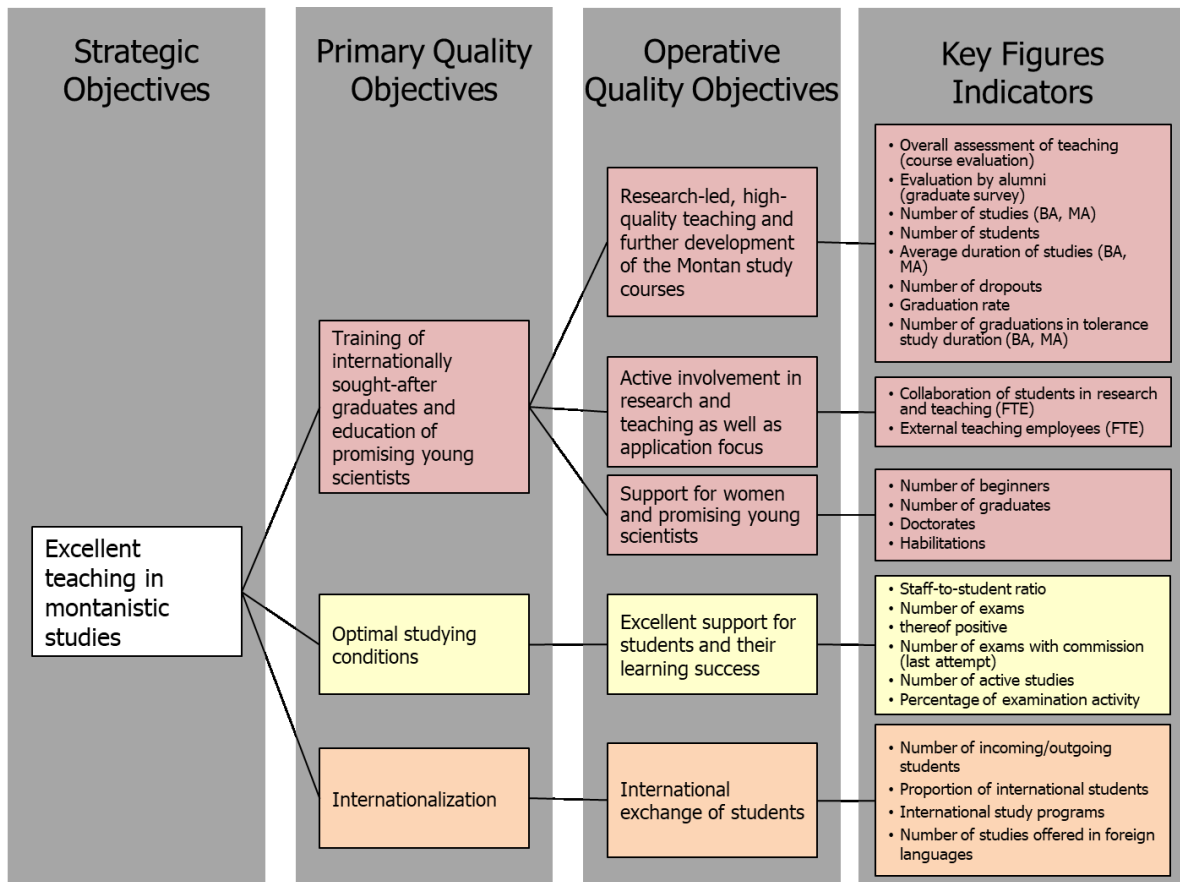 Strategic
Objectives
Primary Quality
Objectives
Operative
Quality Objectives
Key Figures
Indicators
Excellent
teaching in
montanistic
studies
Training of
internationally
sought-after
graduates and
education of
promising young
scientists
Optimal studying
conditions
Internationalization
Research-led, high-
quality teaching and
further development
of the Montan study
courses
Active involvement in
research and
teaching as well as
application focus
Support for women
and promising young
scientists
Excellent support for
students and their
learning success
International
exchange of students
• Overall assessment of teaching
(course evaluation)
• Evaluation by alumni
(graduate survey)
• Number of studies (BA, MA)
• Number of students
• Average duration of studies (BA,
MA)
• Number of dropouts
• Graduation rate
• Number of graduations in tolerance
study duration (BA, MA)
• Collaboration of students in research
and teaching (FTE)
• External teaching employees (FTE)
• Number of beginners
• Number of graduates
• Doctorates
• Habilitations
• Staff-to-student ratio
• Number of exams
• thereof positive
• Number of exams with commission
(last attempt)
• Number of active studies
• Percentage of examination activity
• Number of incoming/outgoing
students
• Proportion of international students
• International study programs
• Number of studies offered in foreign
languages